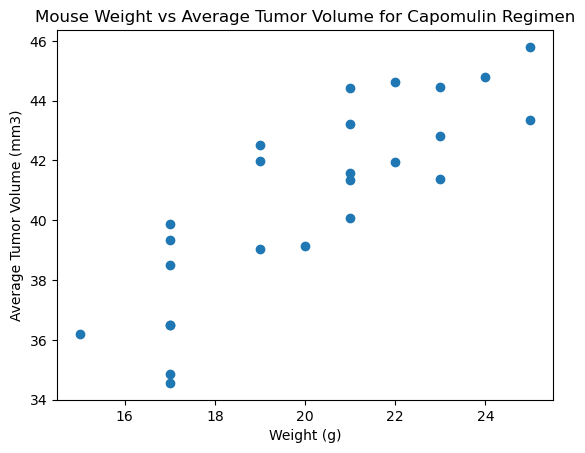 Mouse Weight vs Average Tumor Volume for Capomulin Regimen
46
44
42
40
38
36
34
Average Tumor Volume (mm3)
16 18 20 22 24
Weight (g)